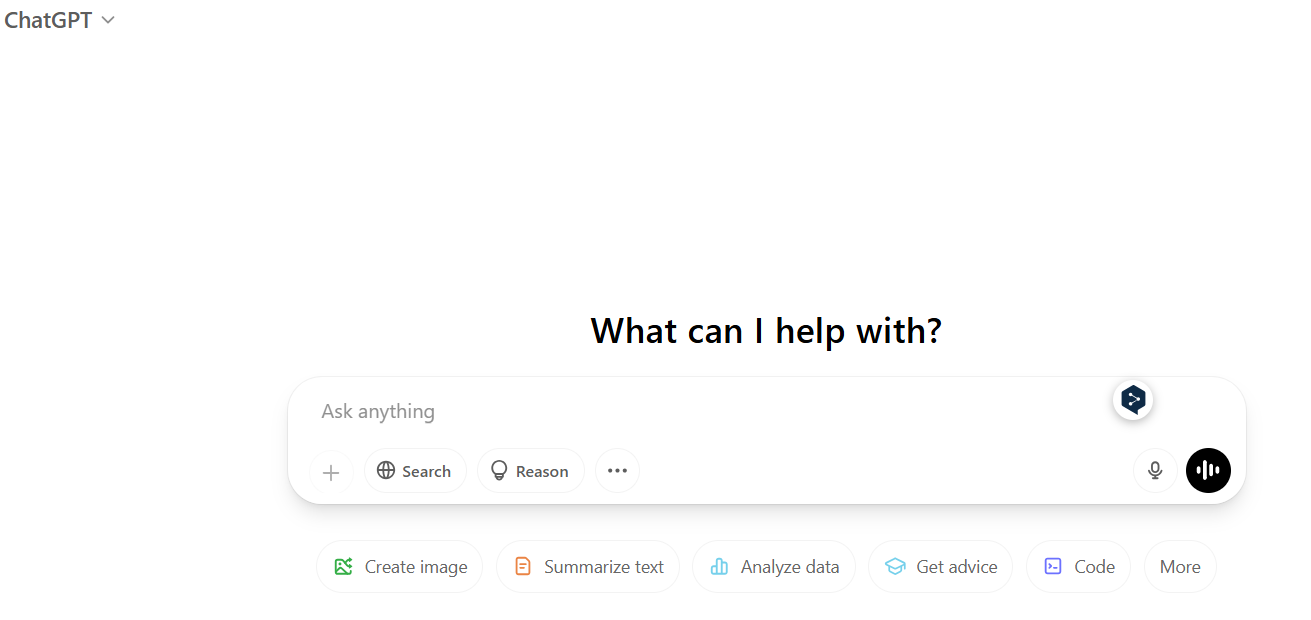 ChatGPT
What can I help with?
Ask anything
Search Reason
Create image Summarize text Analyze data Get advice Code More